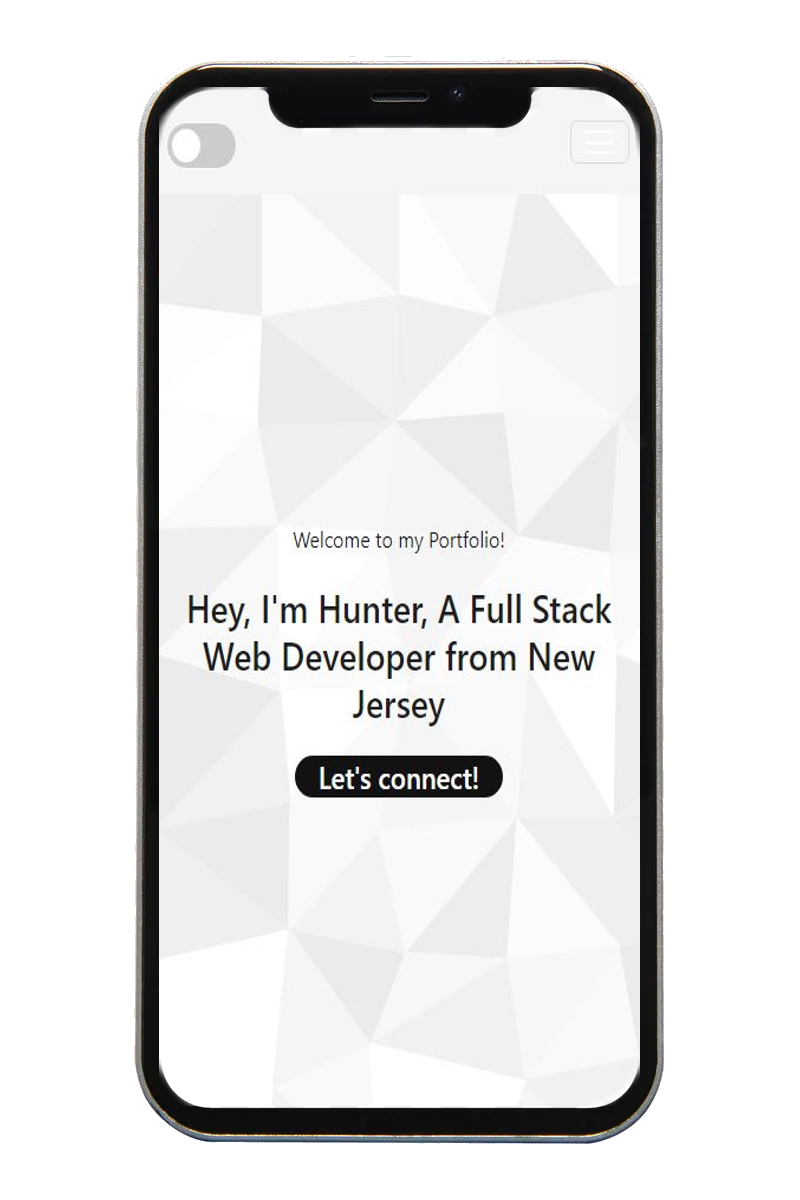 Welcome to my Portfolio!
Hey, I'm Hunter, A Full Stack
Web Developer from New
Jersey
Let's connect!